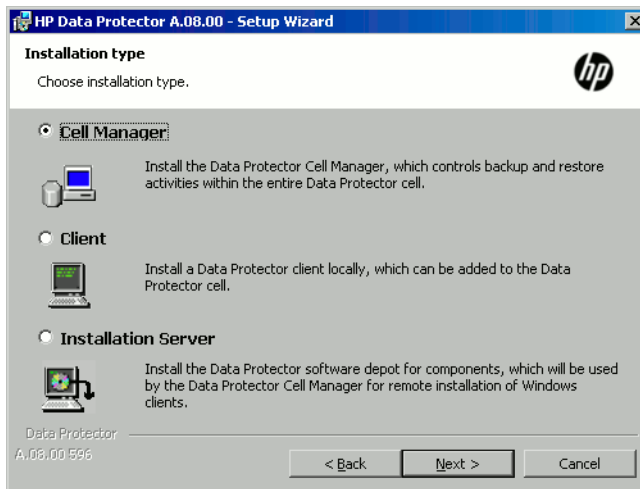 HP Data Protector A.08.00 - Setup Wizard
Installation type
Choose installation type.
hp
Cell Manager
Install the Data Protector Cell Manager, which controls backup and restore
activities within the entire Data Protector cell.
Client
Install a Data Protector client locally, which can be added to the Data
Protector cell.
Installation Server
Install the Data Protector software depot for components, which will be used
by the Data Protector Cell Manager for remote installation of Windows
clients.
Data Protector
A.08.00 596
< Back
Next >
Cancel